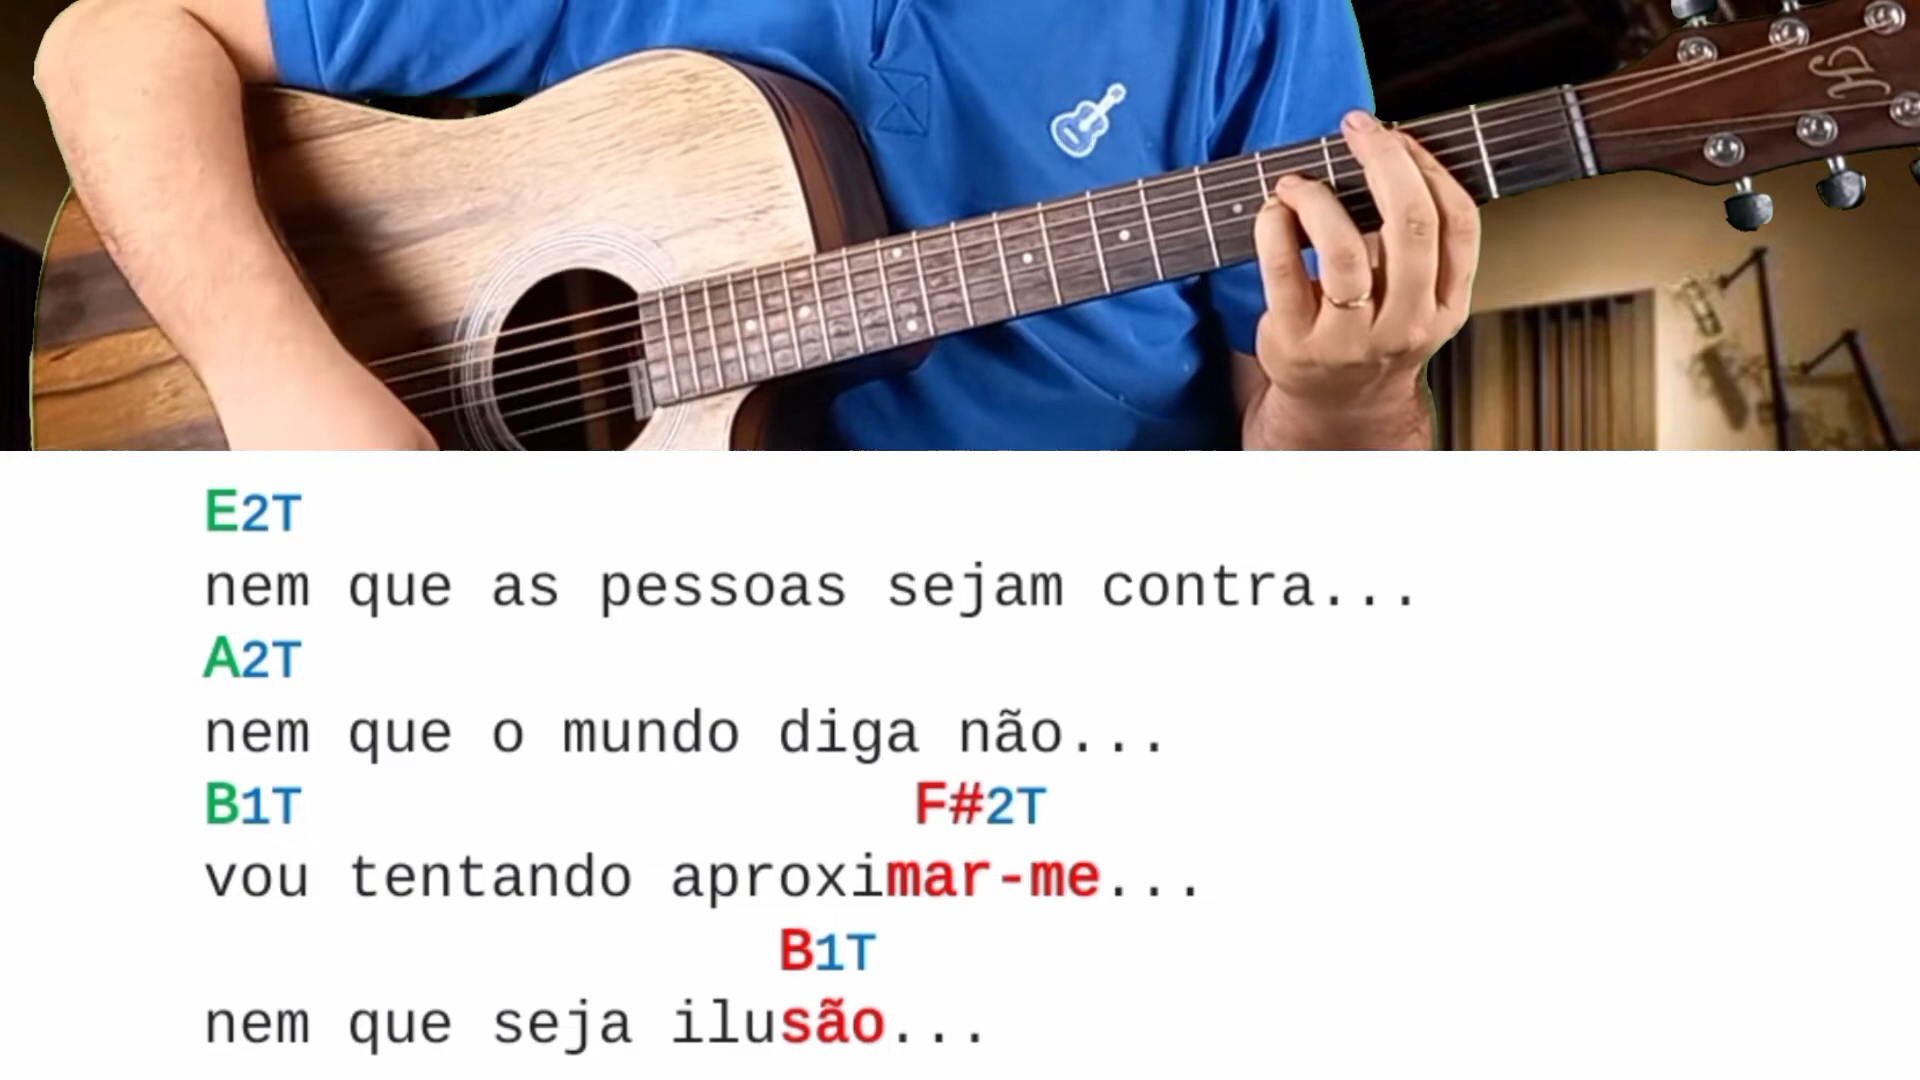 E2T
nem que as pessoas sejam contra...
A2T
nem que o mundo diga não...
B1T F#2T
vou tentando aproximar-me...
B1T
nem que seja ilusão...